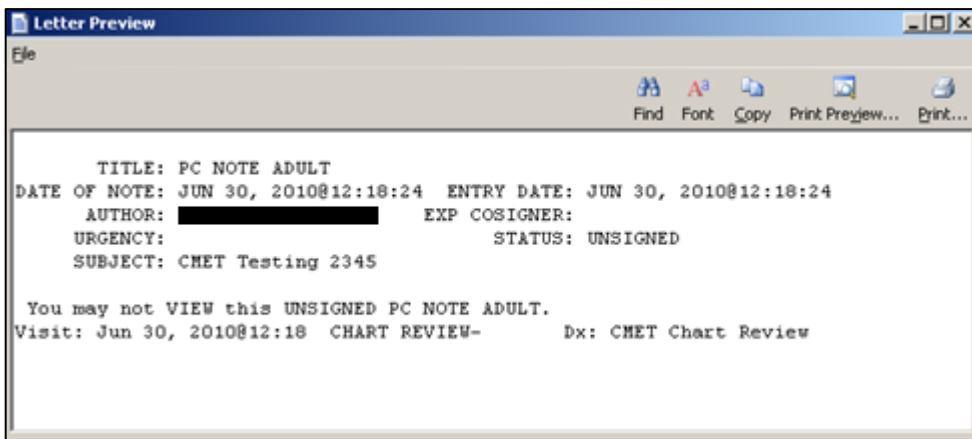 Letter Preview
File
Find Font Copy Print Preview... Print...
TITLE: PC NOTE ADULT
DATE OF NOTE: JUN 30, 2010@12:18:24 ENTRY DATE: JUN 30, 2010@12:18:24
AUTHOR: EXP COSIGNER:
URGENCY: STATUS: UNSIGNED
SUBJECT: CMET Testing 2345
You may not VIEW this UNSIGNED PC NOTE ADULT.
Visit: Jun 30, 2010@12:18 CHART REVIEW- Dx: CMET Chart Review